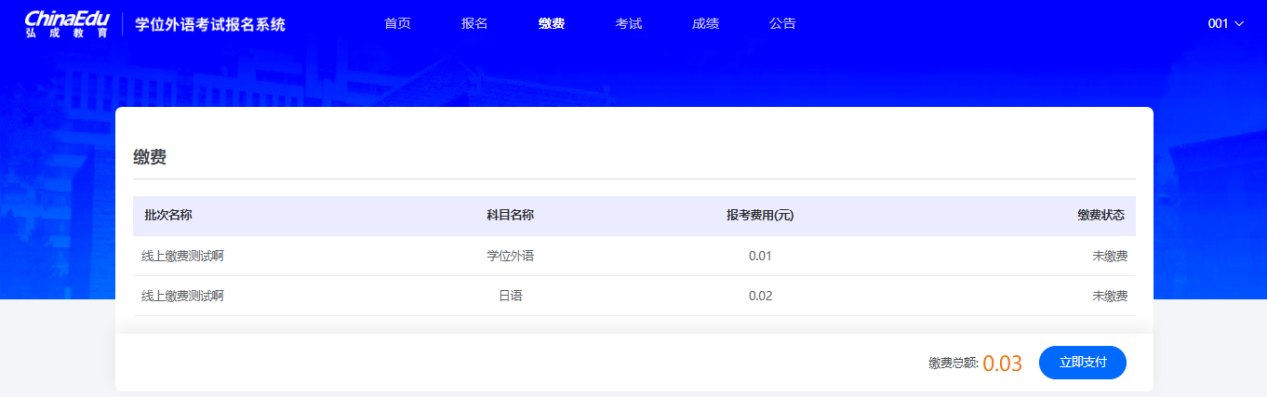 ChinaEdu 弘成教育 学位外语考试报名系统 首页 报名 缴费 考试 成绩 公告 001
缴费
批次名称 科目名称 报考费用(元) 缴费状态
线上缴费测试啊 学位外语 0.01 未缴费
线上缴费测试啊 日语 0.02 未缴费
缴费总额: 0.03 立即支付